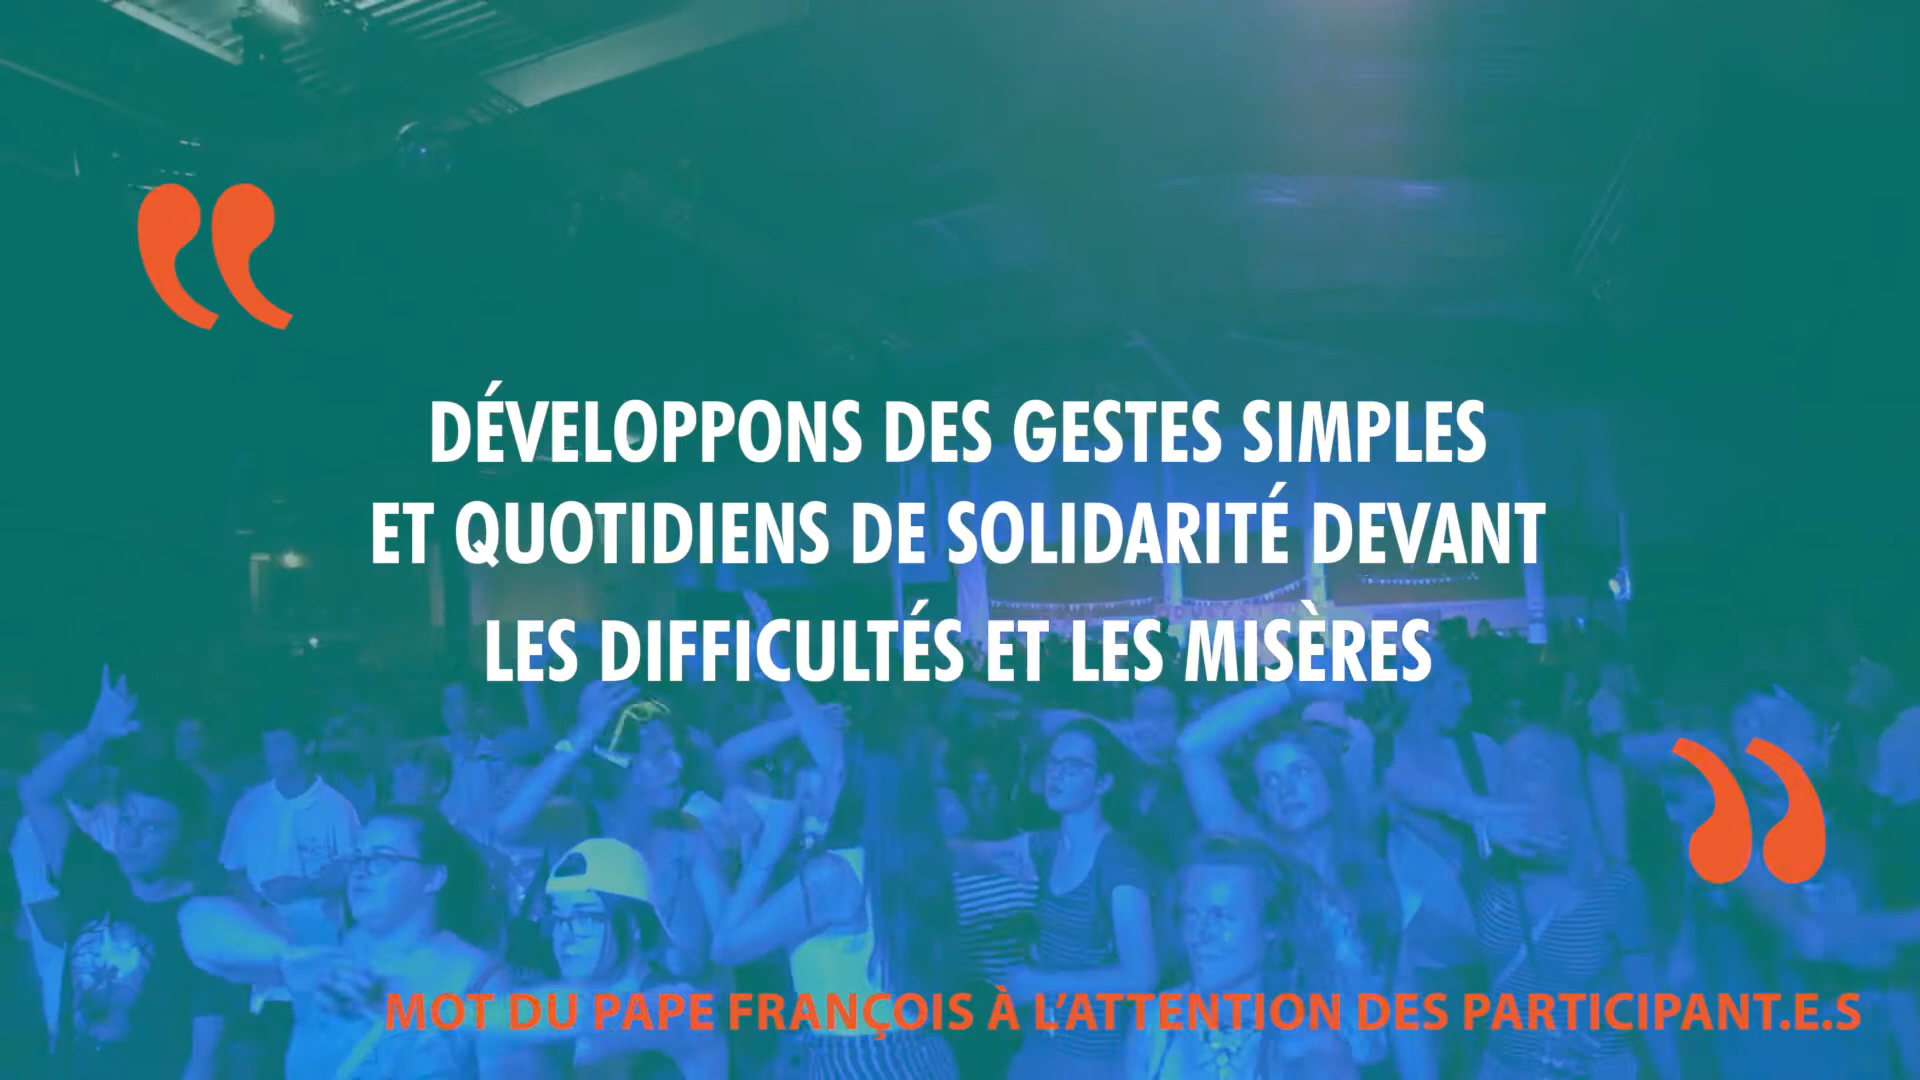 “
DÉVELOPPONS DES GESTES SIMPLES
ET QUOTIDIENS DE SOLIDARITÉ DEVANT
LES DIFFICULTÉS ET LES MISÈRES
”
MOT DU PAPE FRANÇOIS À L’ATTENTION DES PARTICIPANT.E.S